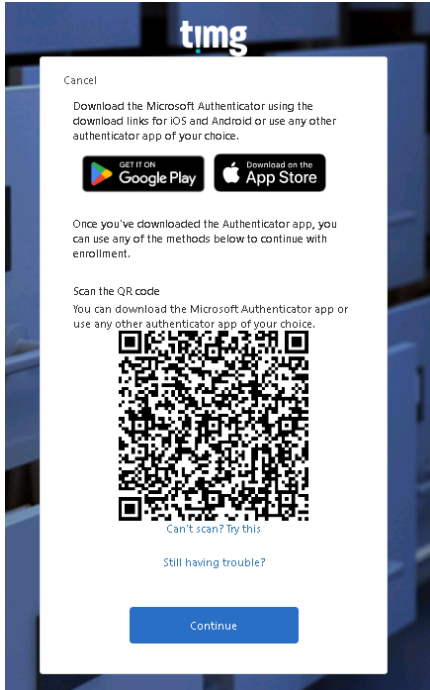 timg
Cancel
Download the Microsoft Authenticator using the
download links for iOS and Android or use any other
authenticator app of your choice.
GET IT ON
Google Play
Download on the
App Store
Once you've downloaded the Authenticator app, you
can use any of the methods below to continue with
enrollment.
Scan the QR code
You can download the Microsoft Authenticator app or
use any other authenticator app of your choice.
Can't scan? Try this
Still having trouble?
Continue